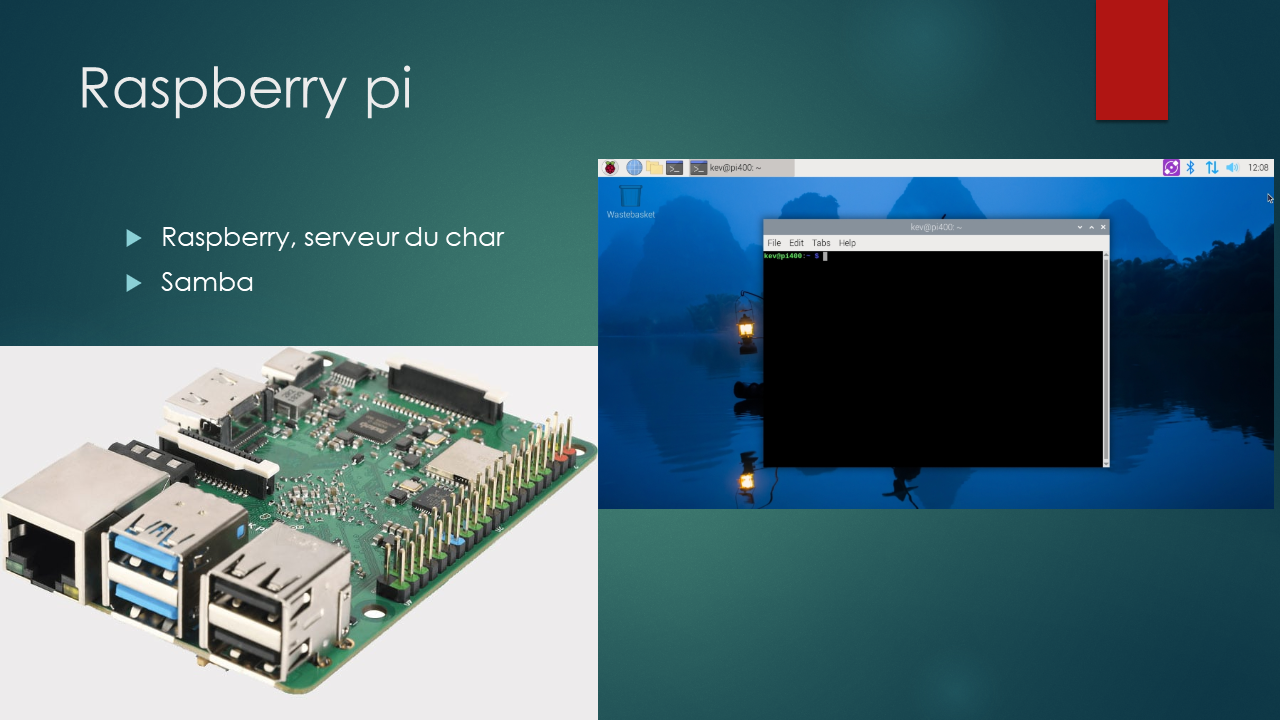 Raspberry pi
Raspberry, serveur du char
Samba
kev@pi400: ~
12:08
Wastebasket
kev@pi400: ~
File Edit Tabs Help
kev@pi400:~ $